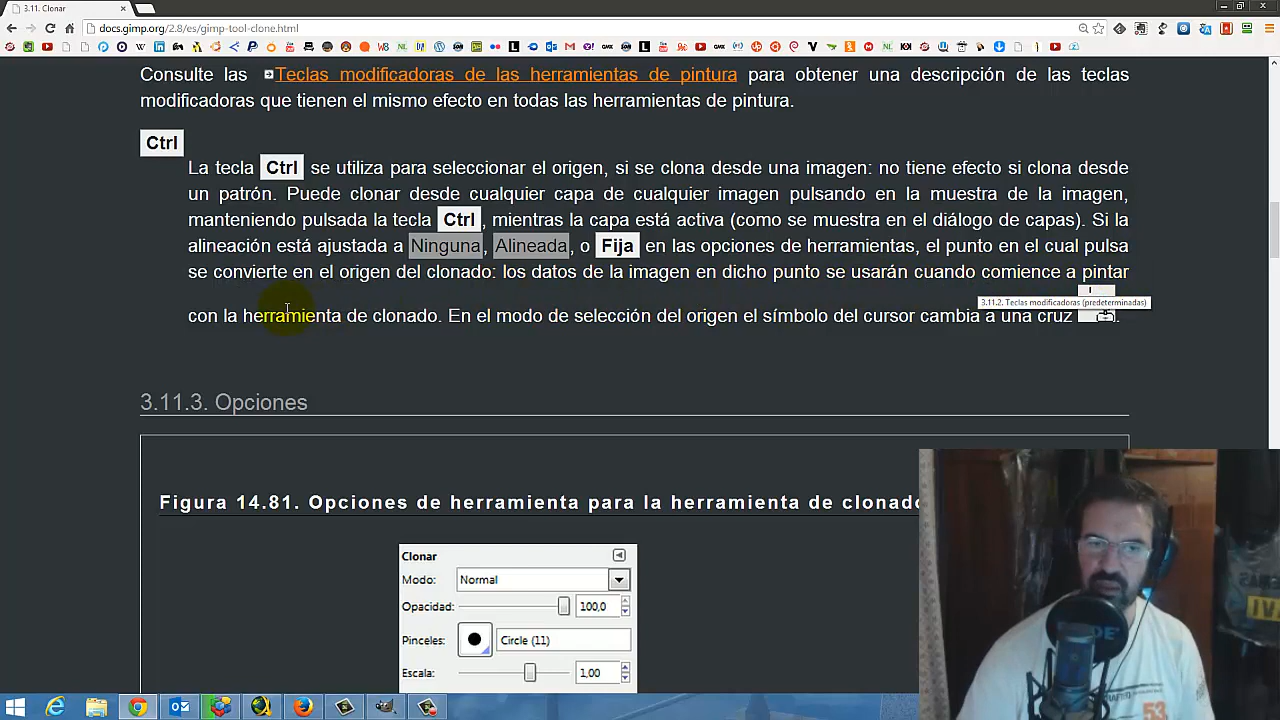 3.11. Clonar
docs.gimp.org/2.8/es/gimp-tool-clone.html
Consulte las Teclas modificadoras de las herramientas de pintura para obtener una descripción de las teclas
modificadoras que tienen el mismo efecto en todas las herramientas de pintura.
Ctrl
La tecla Ctrl se utiliza para seleccionar el origen, si se clona desde una imagen: no tiene efecto si clona desde
un patrón. Puede clonar desde cualquier capa de cualquier imagen pulsando en la muestra de la imagen,
manteniendo pulsada la tecla Ctrl, mientras la capa está activa (como se muestra en el diálogo de capas). Si la
alineación está ajustada a Ninguna, Alineada, o Fija en las opciones de herramientas, el punto en el cual pulsa
se convierte en el origen del clonado: los datos de la imagen en dicho punto se usarán cuando comience a pintar
3.11.2. Teclas modificadoras (predeterminadas)
con la herramienta de clonado. En el modo de selección del origen el símbolo del cursor cambia a una cruz .
3.11.3. Opciones
Figura 14.81. Opciones de herramienta para la herramienta de clonado
Clonar
Modo: Normal
Opacidad: 100,0
Pinceles: Circle (11)
Escala: 1,00
53